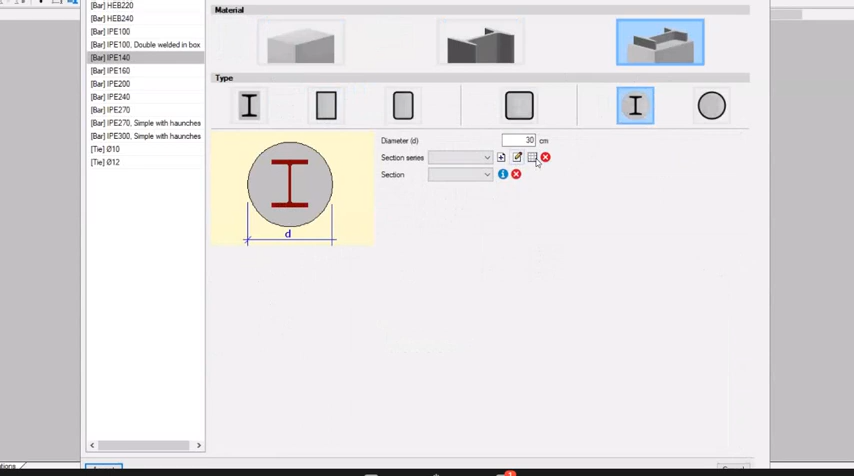 [Bar] HEB220
[Bar] HEB240
[Bar] IPE100
[Bar] IPE100, Double welded in box
[Bar] IPE140
[Bar] IPE160
[Bar] IPE200
[Bar] IPE240
[Bar] IPE270
[Bar] IPE270, Simple with haunches
[Bar] IPE300, Simple with haunches
[Tie] Ø10
[Tie] Ø12
Material
Type
Diameter (d) 30 cm
Section series
Section
d